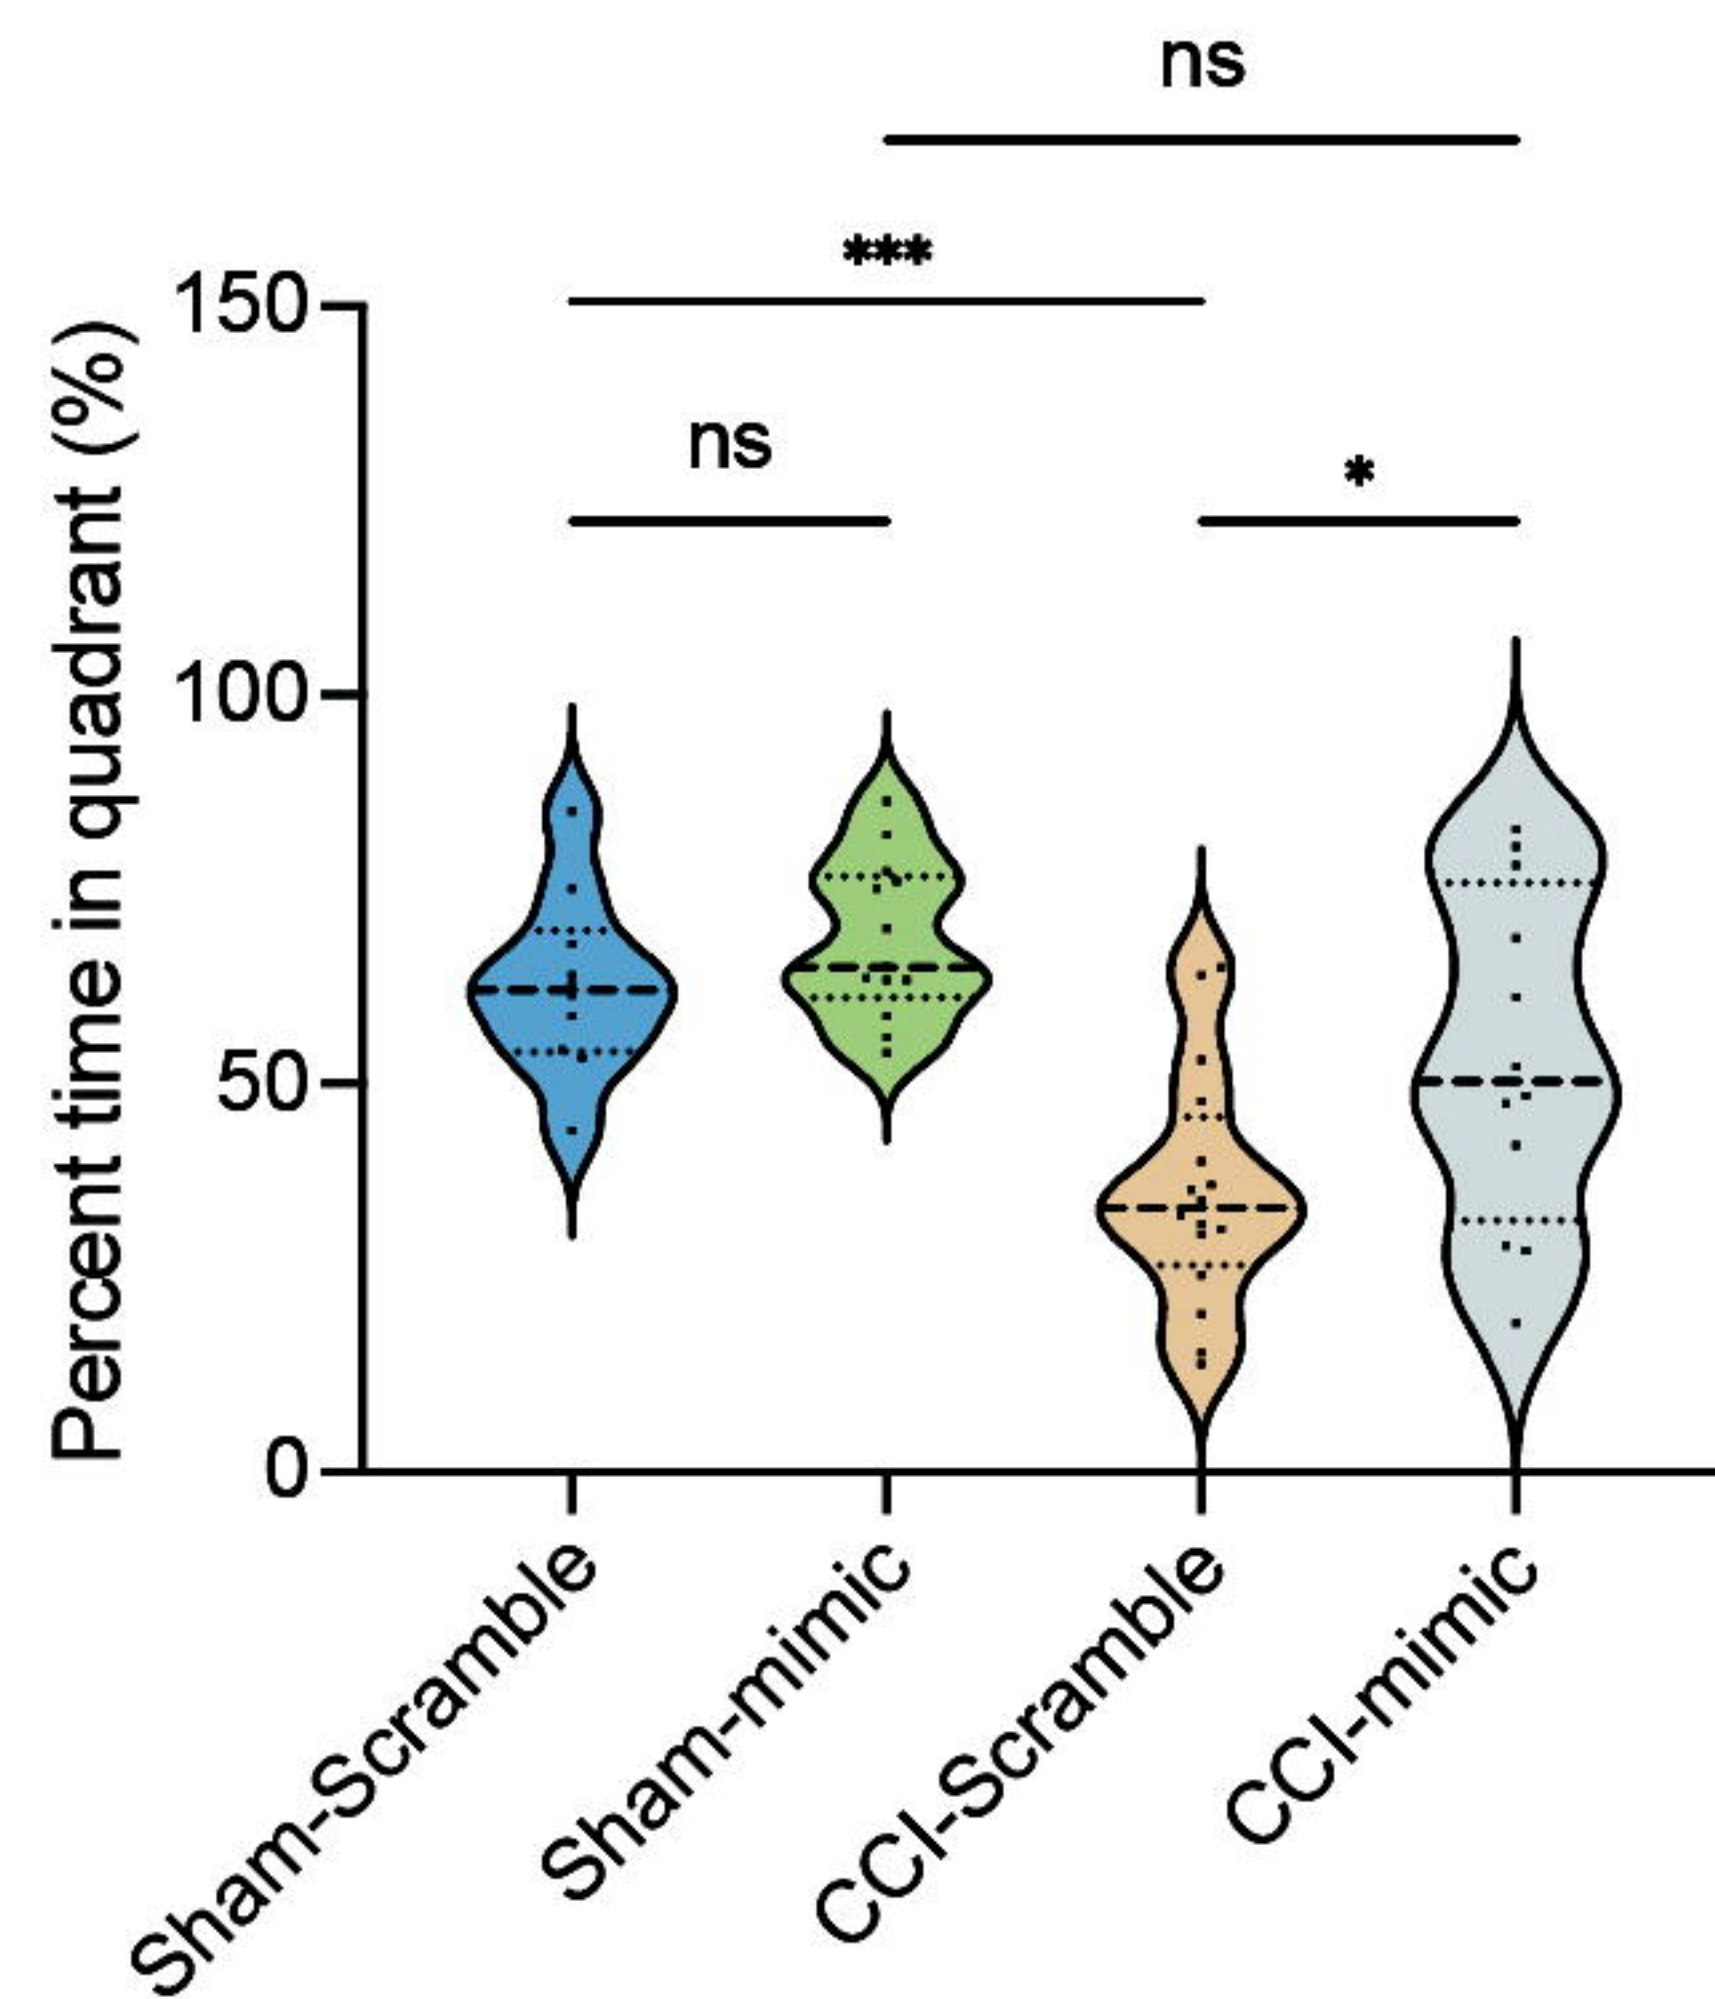 ns
***
150
ns
*
100
50
0
Percent time in quadrant (%)
Sham-Scramble
Sham-mimic
CCI-Scramble
CCI-mimic